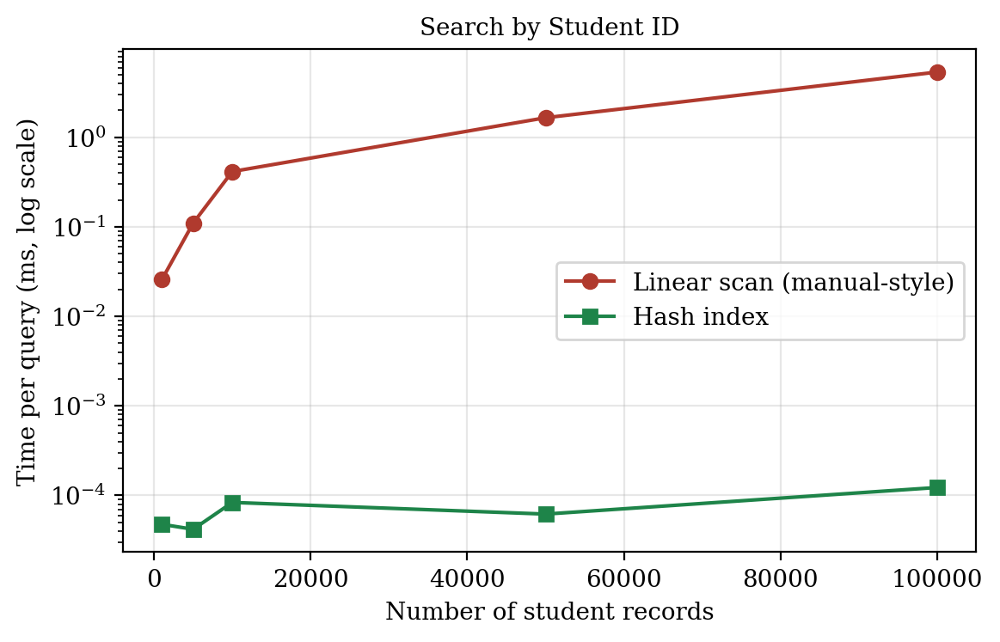 Search by Student ID
Time per query (ms, log scale)
10⁰
10⁻¹
10⁻²
10⁻³
10⁻⁴
Linear scan (manual-style)
Hash index
0 20000 40000 60000 80000 100000
Number of student records